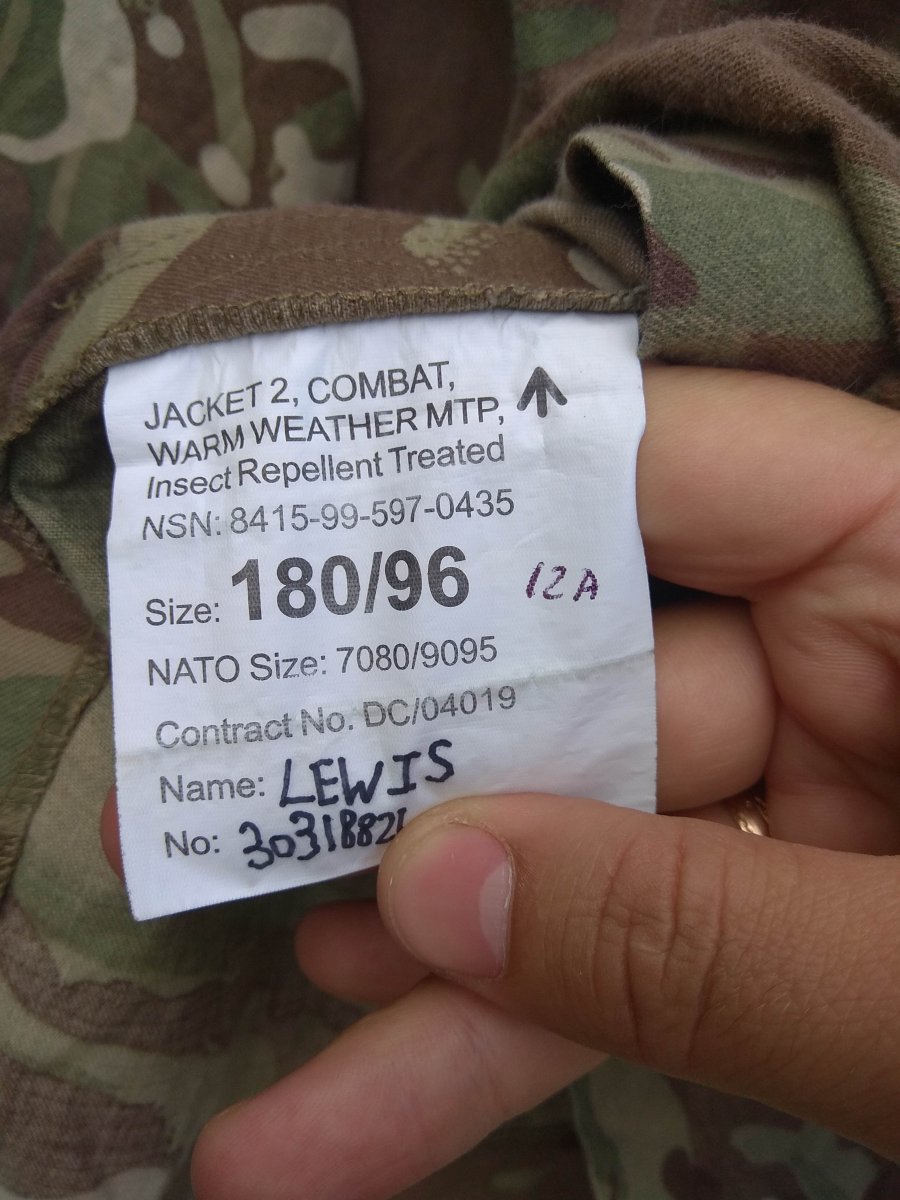 JACKET 2, COMBAT,
WARM WEATHER MTP,
Insect Repellent Treated
NSN: 8415-99-597-0435
Size: 180/96 12A
NATO Size: 7080/9095
Contract No. DC/04019
Name: LEWIS
No: 30318821